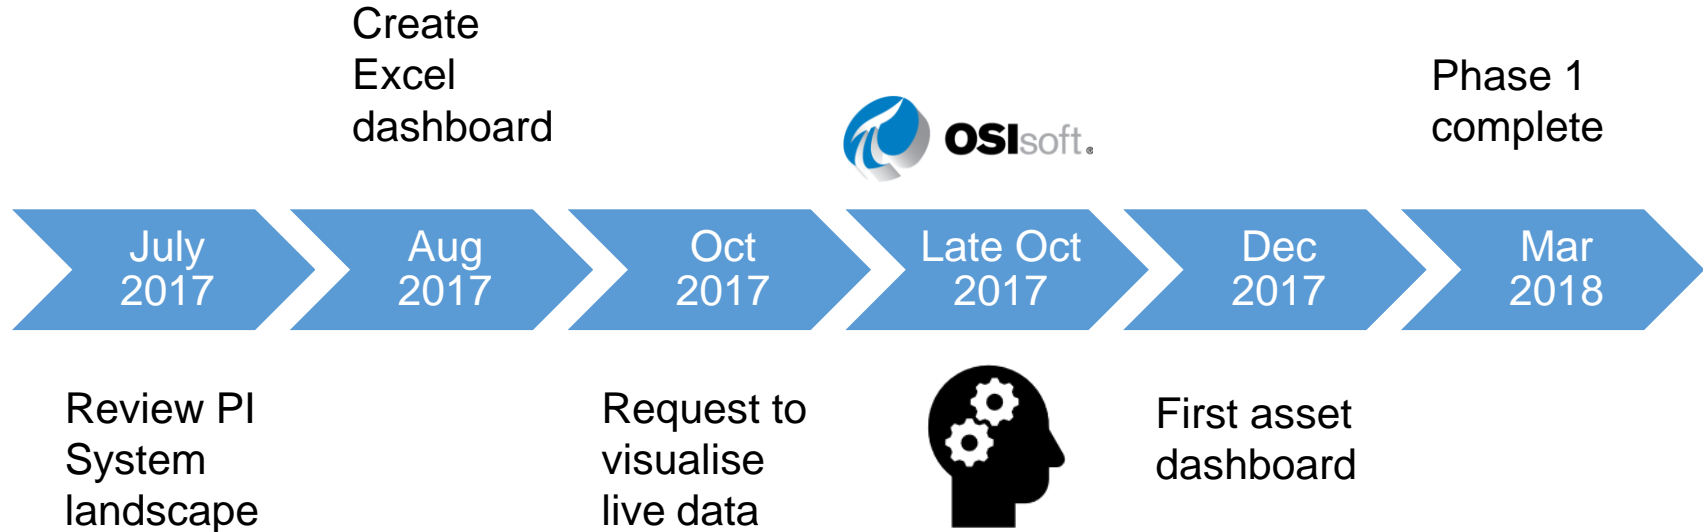 Create
Excel
dashboard
OSIsoft.®
Phase 1
complete
July
2017
Aug
2017
Oct
2017
Late Oct
2017
Dec
2017
Mar
2018
Review PI
System
landscape
Request to
visualise
live data
First asset
dashboard